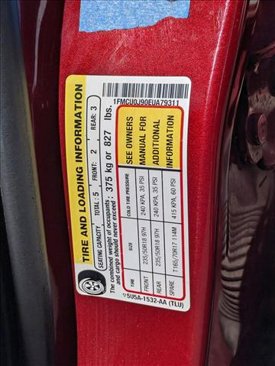 1FMCU0J90EUA79311
TIRE AND LOADING INFORMATION
SEATING CAPACITY TOTAL: 5 FRONT: 2 REAR: 3
The combined weight of occupants
and cargo should never exceed : 375 kg or 827 lbs.
TIRE SIZE COLD TIRE PRESSURE
FRONT 235/50R18 97H 240 KPA, 35 PSI
REAR 235/50R18 97H 240 KPA, 35 PSI
SPARE T165/70R17 114M 415 KPA, 60 PSI
SEE OWNERS
MANUAL FOR
ADDITIONAL
INFORMATION
5U5A-1532-AA (TLU)